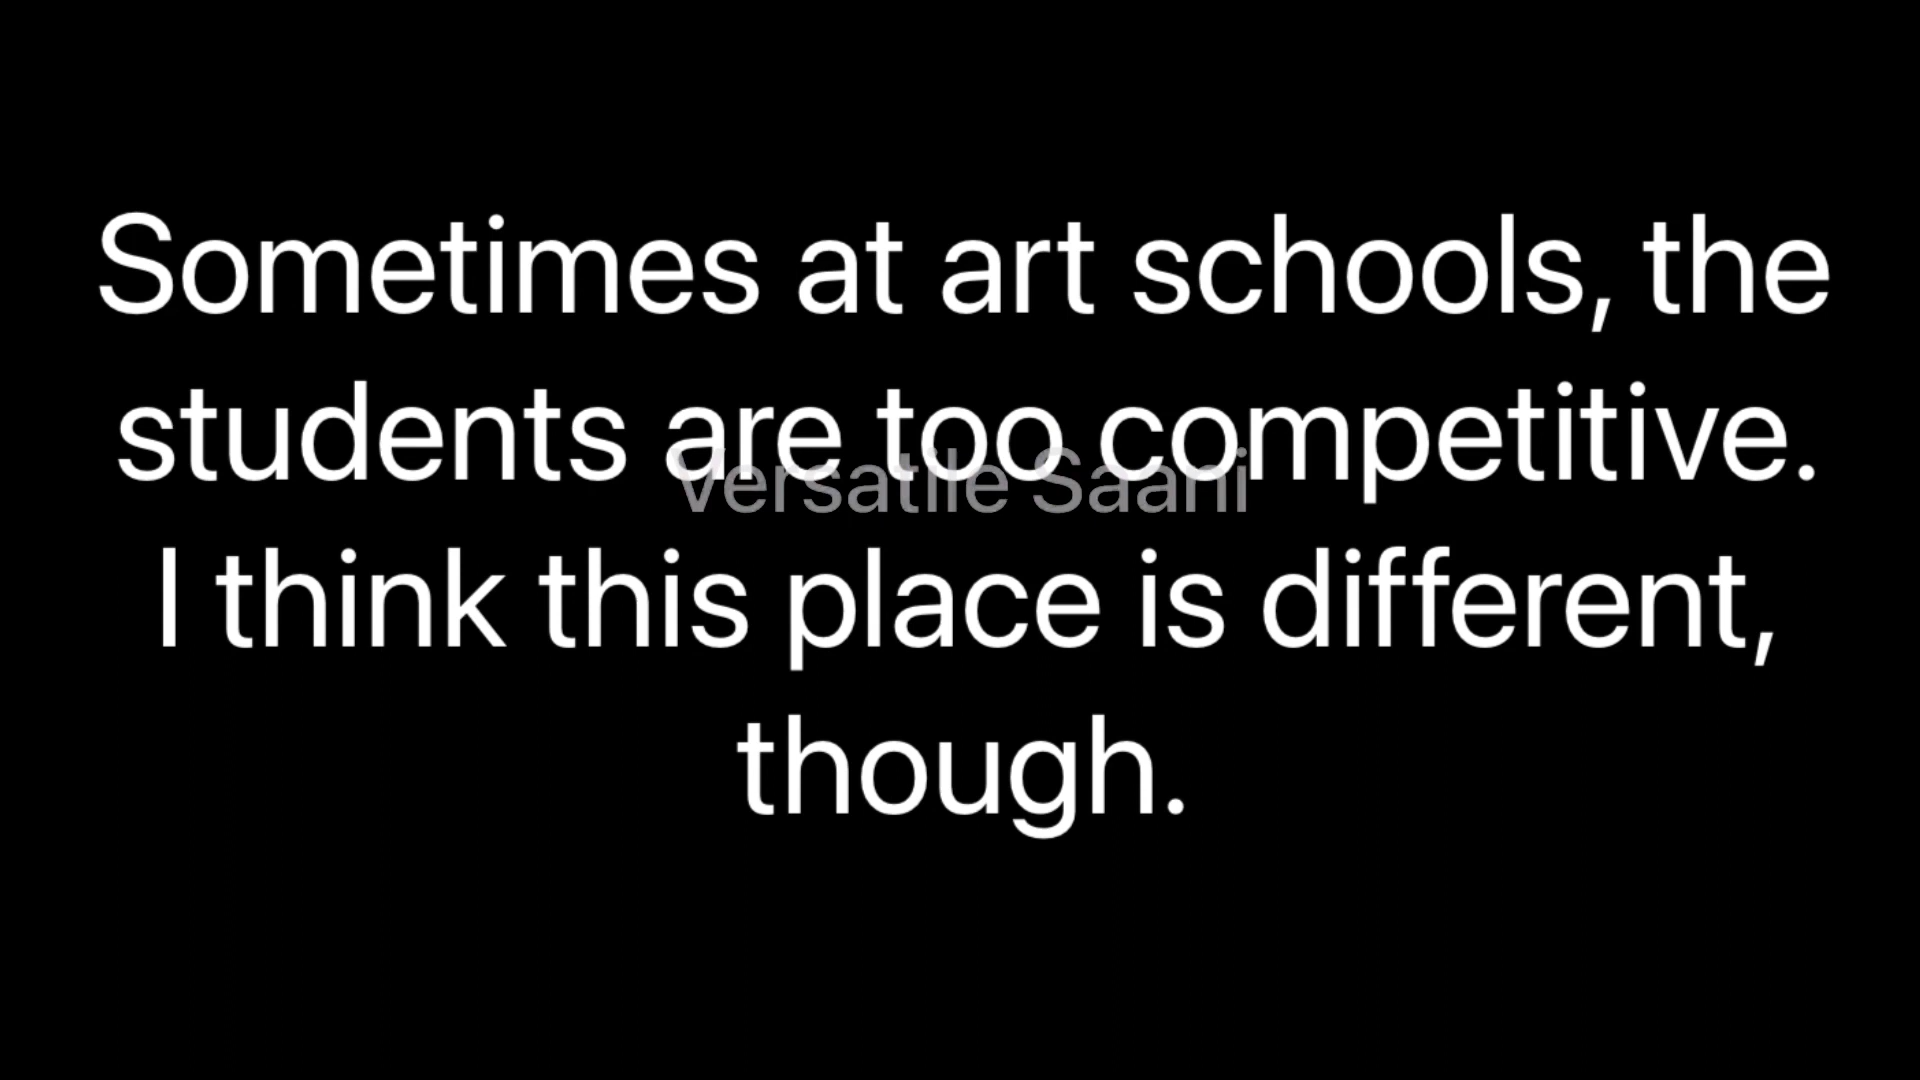 Sometimes at art schools, the
students are too competitive.
Versatile Saani
I think this place is different,
though.